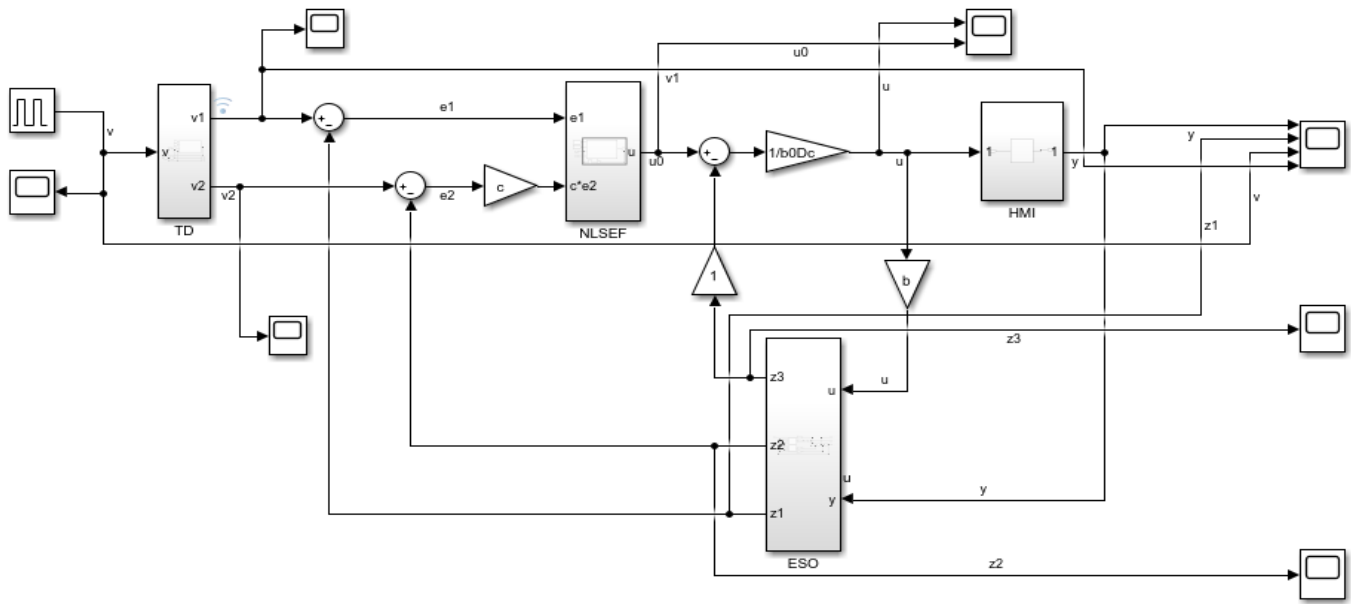 u0
v1
e1
u
v
v1
e1
1/b0Dc
y
v
+
-
+
-
u
u0
u
1
1
y
v2
v2
+
-
e2
c
c*e2
v
TD
NLSEF
HMI
z1
1
b
z3
z3
u
u
z2
u
y
y
z1
ESO
z2